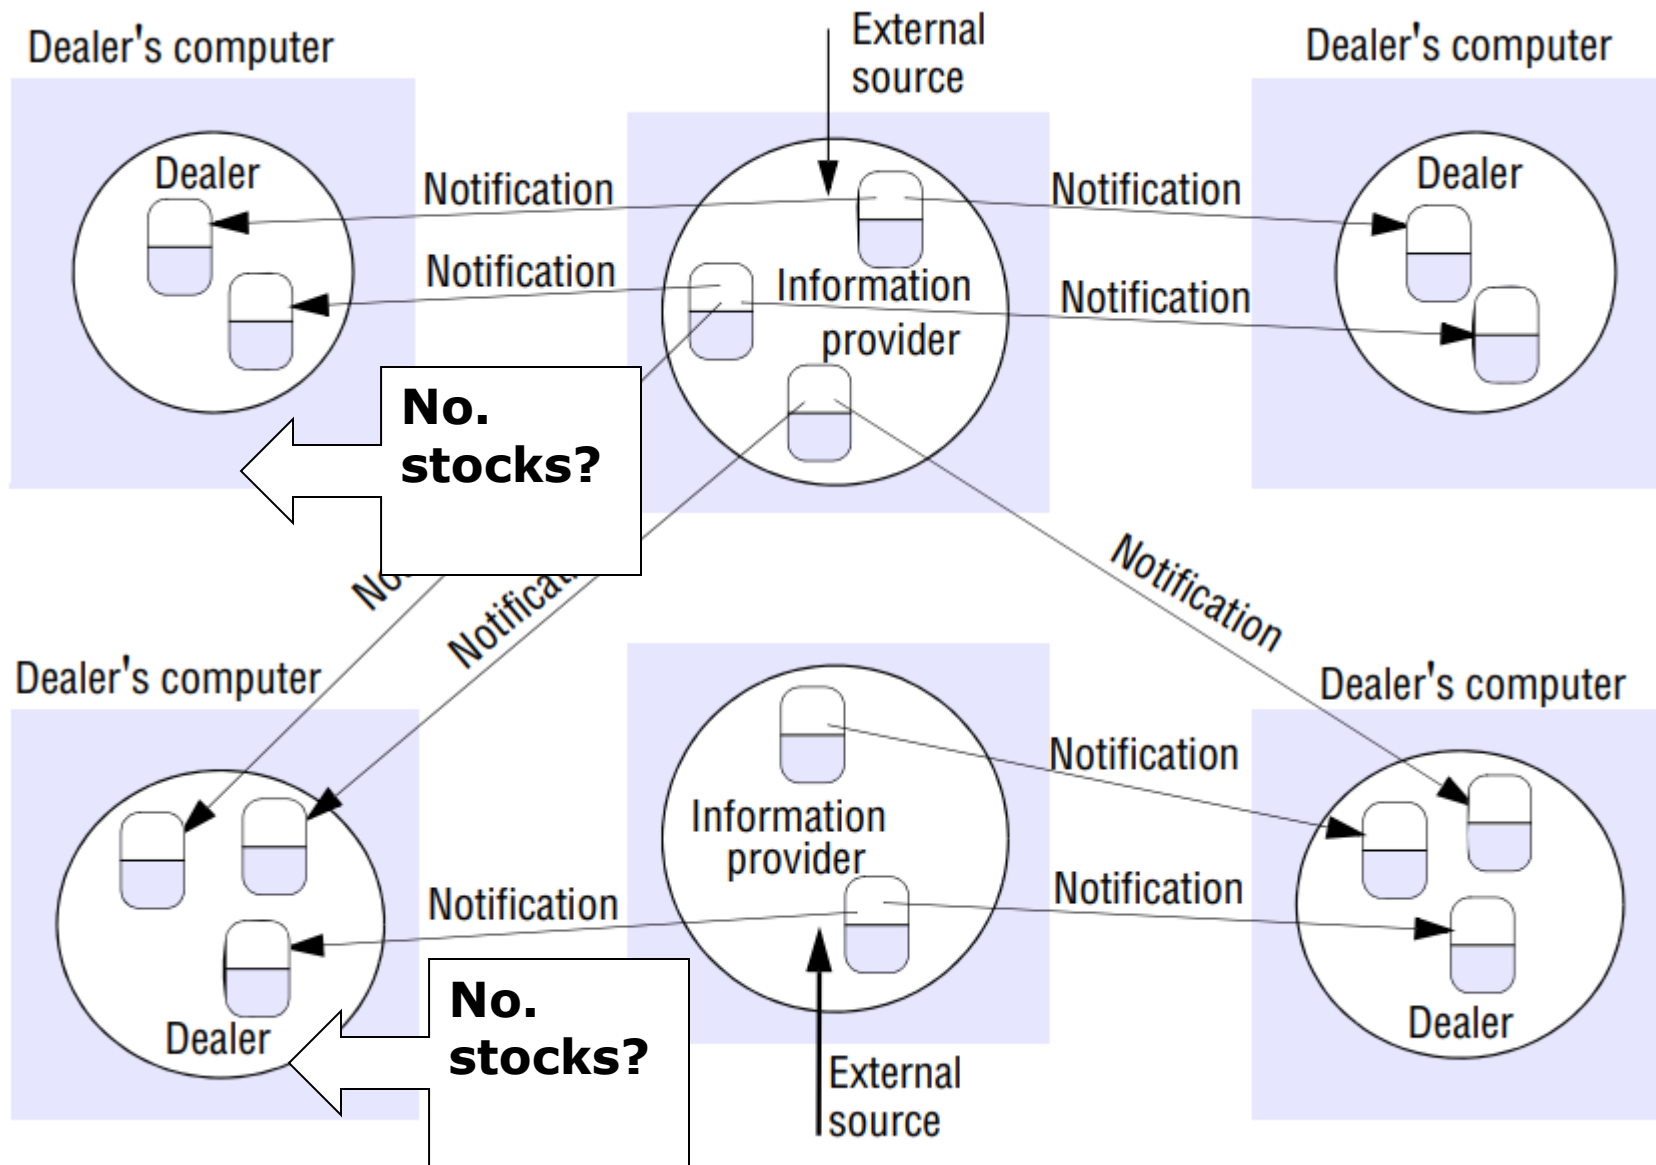 External
source
Dealer's computer
Dealer's computer
Dealer
Notification
Notification
Dealer
Notification
Information
provider
Notification
No.
stocks?
Notification
Dealer's computer
Dealer's computer
Notification
Information
provider
Notification
Notification
No.
stocks?
Dealer
Dealer
External
source